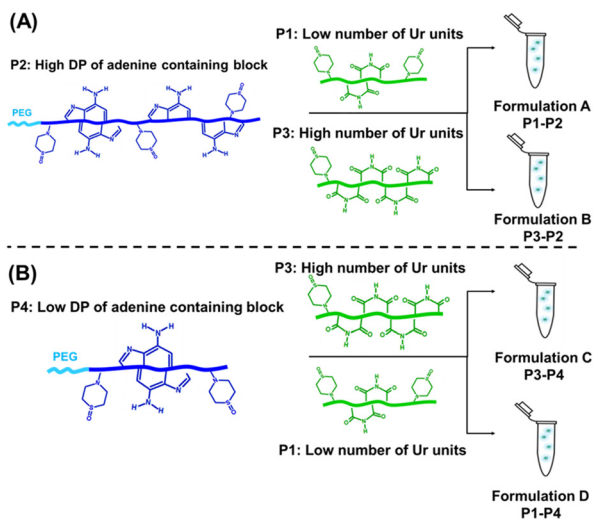 (A)
P1: Low number of Ur units
P2: High DP of adenine containing block
PEG
P3: High number of Ur units
Formulation A
P1-P2
Formulation B
P3-P2
(B)
P3: High number of Ur units
P4: Low DP of adenine containing block
PEG
P1: Low number of Ur units
Formulation C
P3-P4
Formulation D
P1-P4